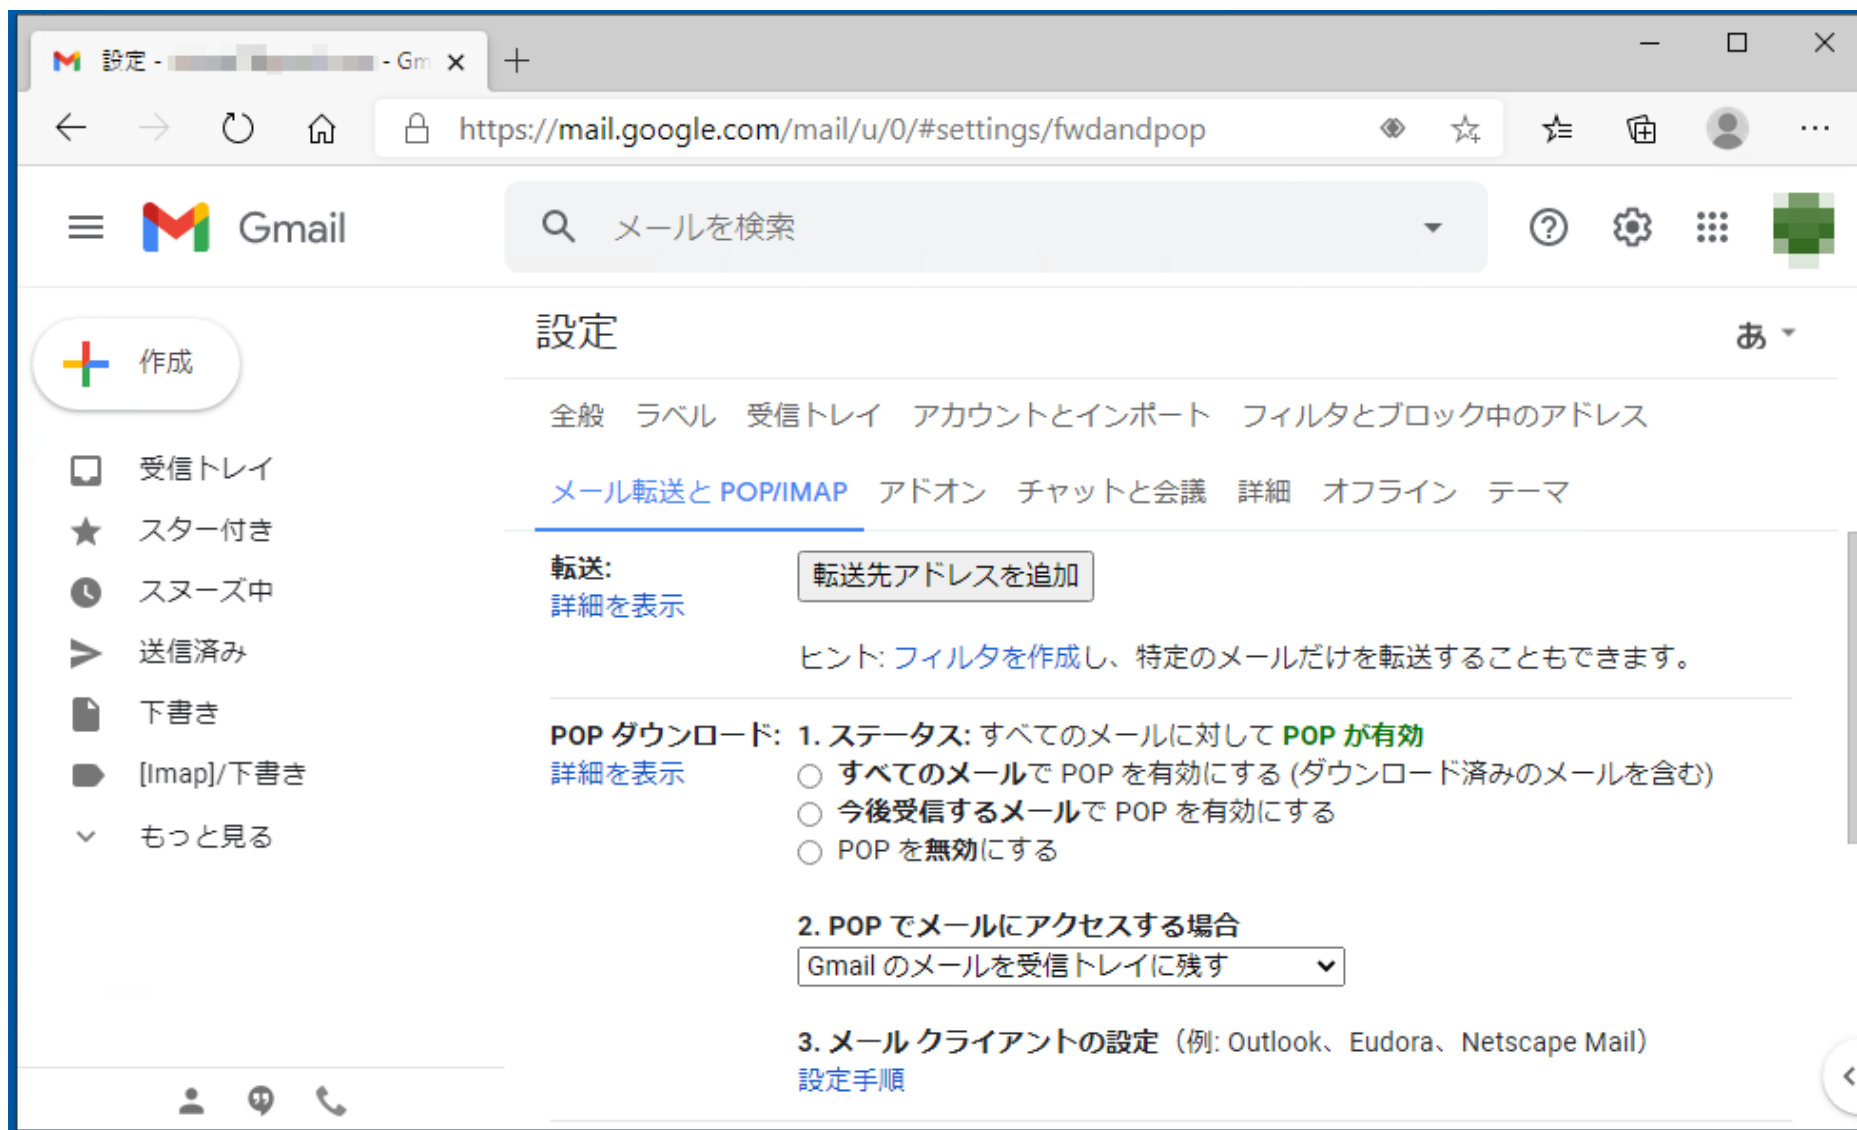 設定 - - Gm
https://mail.google.com/mail/u/0/#settings/fwdandpop
Gmail
メールを検索
作成
受信トレイ
スター付き
スヌーズ中
送信済み
下書き
[Imap]/下書き
もっと見る
設定
あ
全般 ラベル 受信トレイ アカウントとインポート フィルタとブロック中のアドレス
メール転送と POP/IMAP アドオン チャットと会議 詳細 オフライン テーマ
転送: 転送先アドレスを追加
詳細を表示
ヒント: フィルタを作成し、特定のメールだけを転送することもできます。
POP ダウンロード: 1. ステータス: すべてのメールに対して POP が有効
詳細を表示 すべてのメールで POP を有効にする (ダウンロード済みのメールを含む)
今後受信するメールで POP を有効にする
POP を無効にする
2. POP でメールにアクセスする場合
Gmail のメールを受信トレイに残す
3. メール クライアントの設定（例: Outlook、Eudora、Netscape Mail）
設定手順